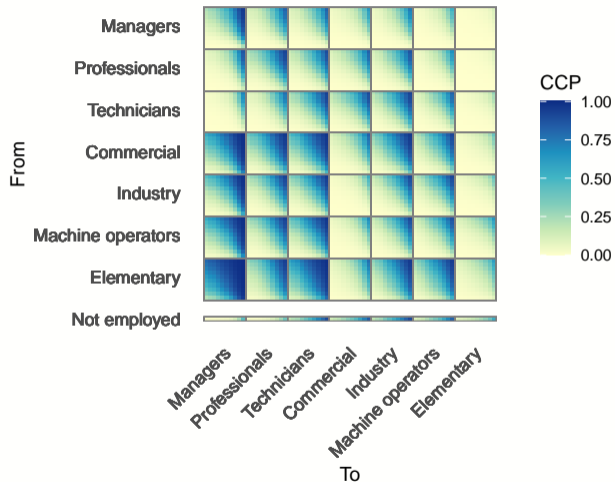 Managers
Professionals
Technicians
Commercial
Industry
Machine operators
Elementary
Not employed
From
CCP
1.00
0.75
0.50
0.25
0.00
Managers
Professionals
Technicians
Commercial
Industry
Machine operators
Elementary
To